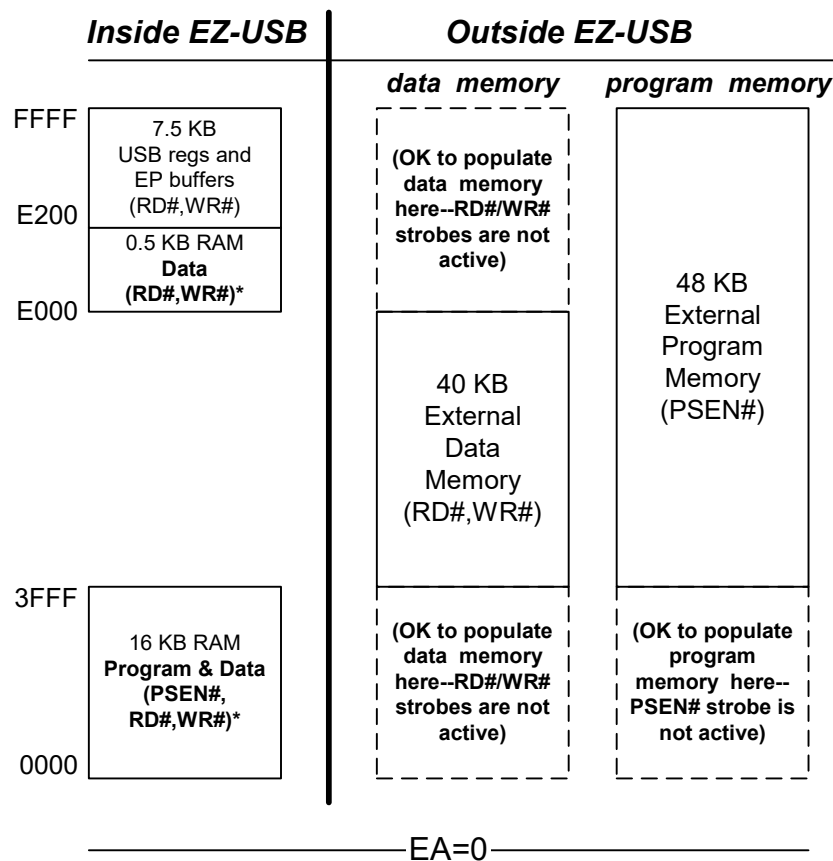 Inside EZ-USB
Outside EZ-USB
data memory
program memory
FFFF
7.5 KB
USB regs and
EP buffers
(RD#,WR#)
E200
0.5 KB RAM
Data
(RD#,WR#)*
E000
(OK to populate
data memory
here--RD#/WR#
strobes are not
active)
48 KB
External
Program
Memory
(PSEN#)
40 KB
External
Data
Memory
(RD#,WR#)
3FFF
16 KB RAM
Program & Data
(PSEN#,
RD#,WR#)*
0000
(OK to populate
data memory
here--RD#/WR#
strobes are not
active)
(OK to populate
program
memory here--
PSEN# strobe is
not active)
EA=0